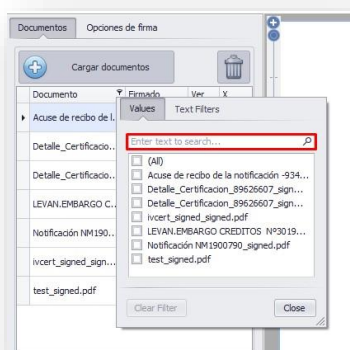 Documentos Opciones de firma
Cargar documentos
Documento Firmado Ver X
Acuse de recibo de l.
Detalle_Certificacio...
Detalle_Certificacio...
LEVAN.EMBARGO C...
Notificación NM190...
ivcert_signed_sign...
test_signed.pdf
Values Text Filters
Enter text to search...
(All)
Acuse de recibo de la notificación -934...
Detalle_Certificacion_89626607_sign...
Detalle_Certificacion_89626607_sign...
ivcert_signed_signed.pdf
LEVAN.EMBARGO CREDITOS Nº3019...
Notificación NM1900790_signed.pdf
test_signed.pdf
Clear Filter Close